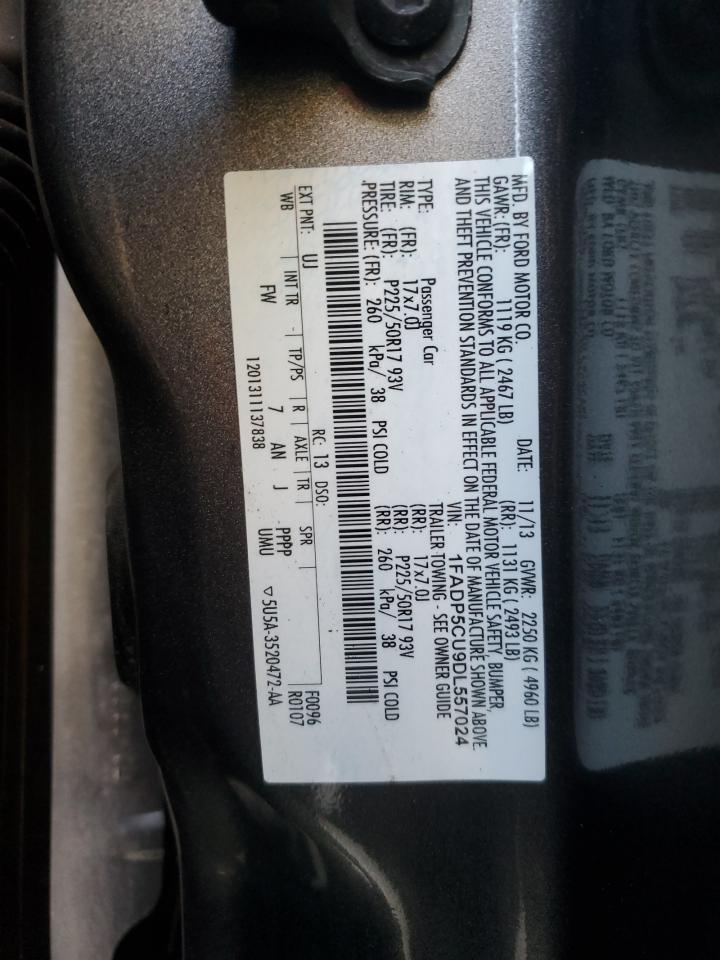 MFD. BY FORD MOTOR CO. DATE: 11/13 GVWR: 2250 KG ( 4960 LB)
GAWR: (FR): 1119 KG ( 2467 LB) (RR): 1131 KG ( 2493 LB)
THIS VEHICLE CONFORMS TO ALL APPLICABLE FEDERAL MOTOR VEHICLE SAFETY, BUMPER,
AND THEFT PREVENTION STANDARDS IN EFFECT ON THE DATE OF MANUFACTURE SHOWN ABOVE.
VIN: 1FADP5CU9DL557024
TYPE: Passenger Car TRAILER TOWING - SEE OWNER GUIDE
RIM: (FR): 17x7.0J (RR): 17x7.0J
TIRE: (FR): P225/50R17 93V (RR): P225/50R17 93V
PRESSURE: (FR): 260 kPa/ 38 PSI COLD (RR): 260 kPa/ 38 PSI COLD
RC: 13 DSO: F0096
EXT PNT: UJ R0107
WB | INT TR - | TP/PS | R | AXLE | TR | SPR
FW 7 AN J PPPP
1201311137838 UMU ▽5U5A-3520472-AA